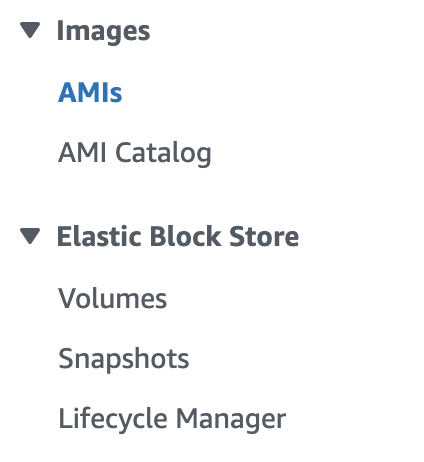 Images
AMIs
AMI Catalog
Elastic Block Store
Volumes
Snapshots
Lifecycle Manager